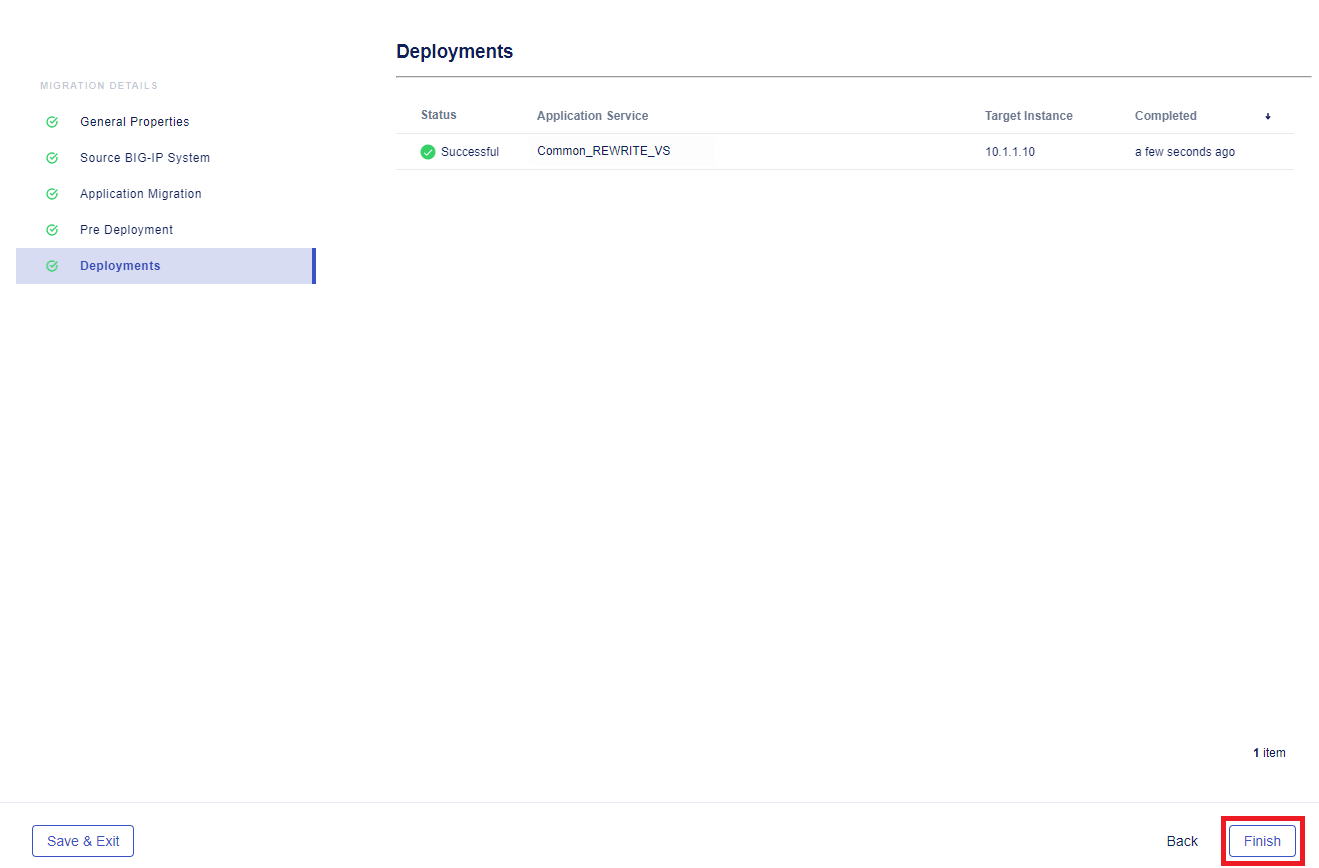 Deployments
MIGRATION DETAILS
General Properties
Source BIG-IP System
Application Migration
Pre Deployment
Deployments
Status Application Service Target Instance Completed
Successful Common_REWRITE_VS 10.1.1.10 a few seconds ago
1 item
Save & Exit Back Finish